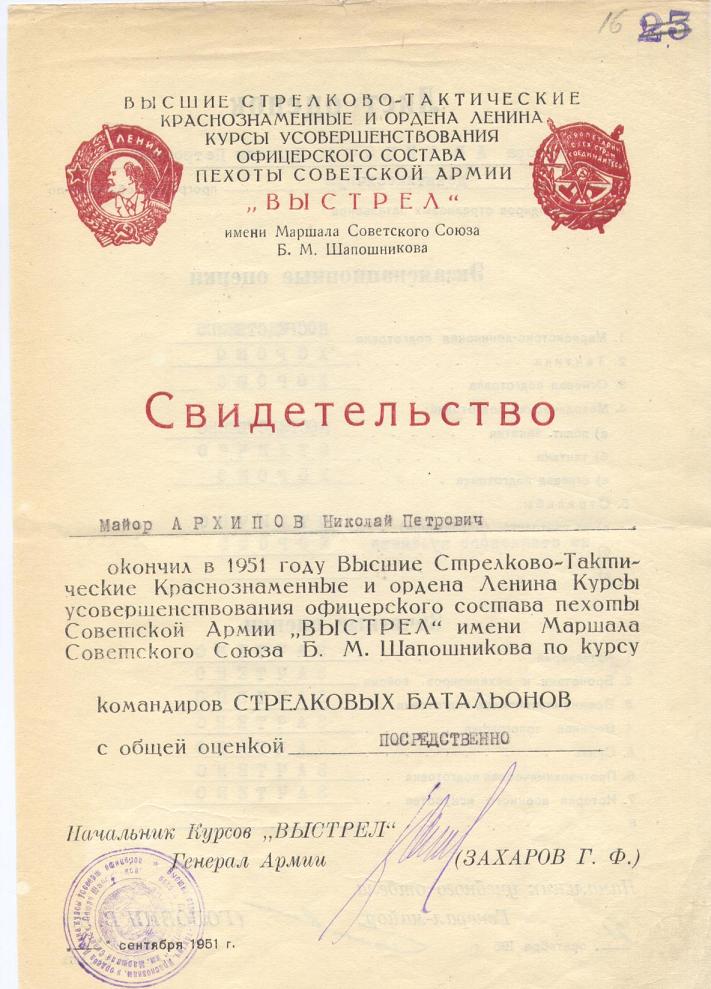 16 25
ВЫСШИЕ СТРЕЛКОВО-ТАКТИЧЕСКИЕ
КРАСНОЗНАМЕННЫЕ И ОРДЕНА ЛЕНИНА
КУРСЫ УСОВЕРШЕНСТВОВАНИЯ
ОФИЦЕРСКОГО СОСТАВА
ПЕХОТЫ СОВЕТСКОЙ АРМИИ
„ВЫСТРЕЛ“
имени Маршала Советского Союза
Б. М. Шапошникова
ЛЕНИН
Свидетельство
Майор АРХИПОВ Николай Петрович
окончил в 1951 году Высшие Стрелково-Такти-
ческие Краснознаменные и ордена Ленина Курсы
усовершенствования офицерского состава пехоты
Советской Армии „ВЫСТРЕЛ“ имени Маршала
Советского Союза Б. М. Шапошникова по курсу
командиров СТРЕЛКОВЫХ БАТАЛЬОНОВ
с общей оценкой ПОСРЕДСТВЕННО
Начальник Курсов „ВЫСТРЕЛ“
Генерал Армии (ЗАХАРОВ Г. Ф.)
сентября 1951 г.